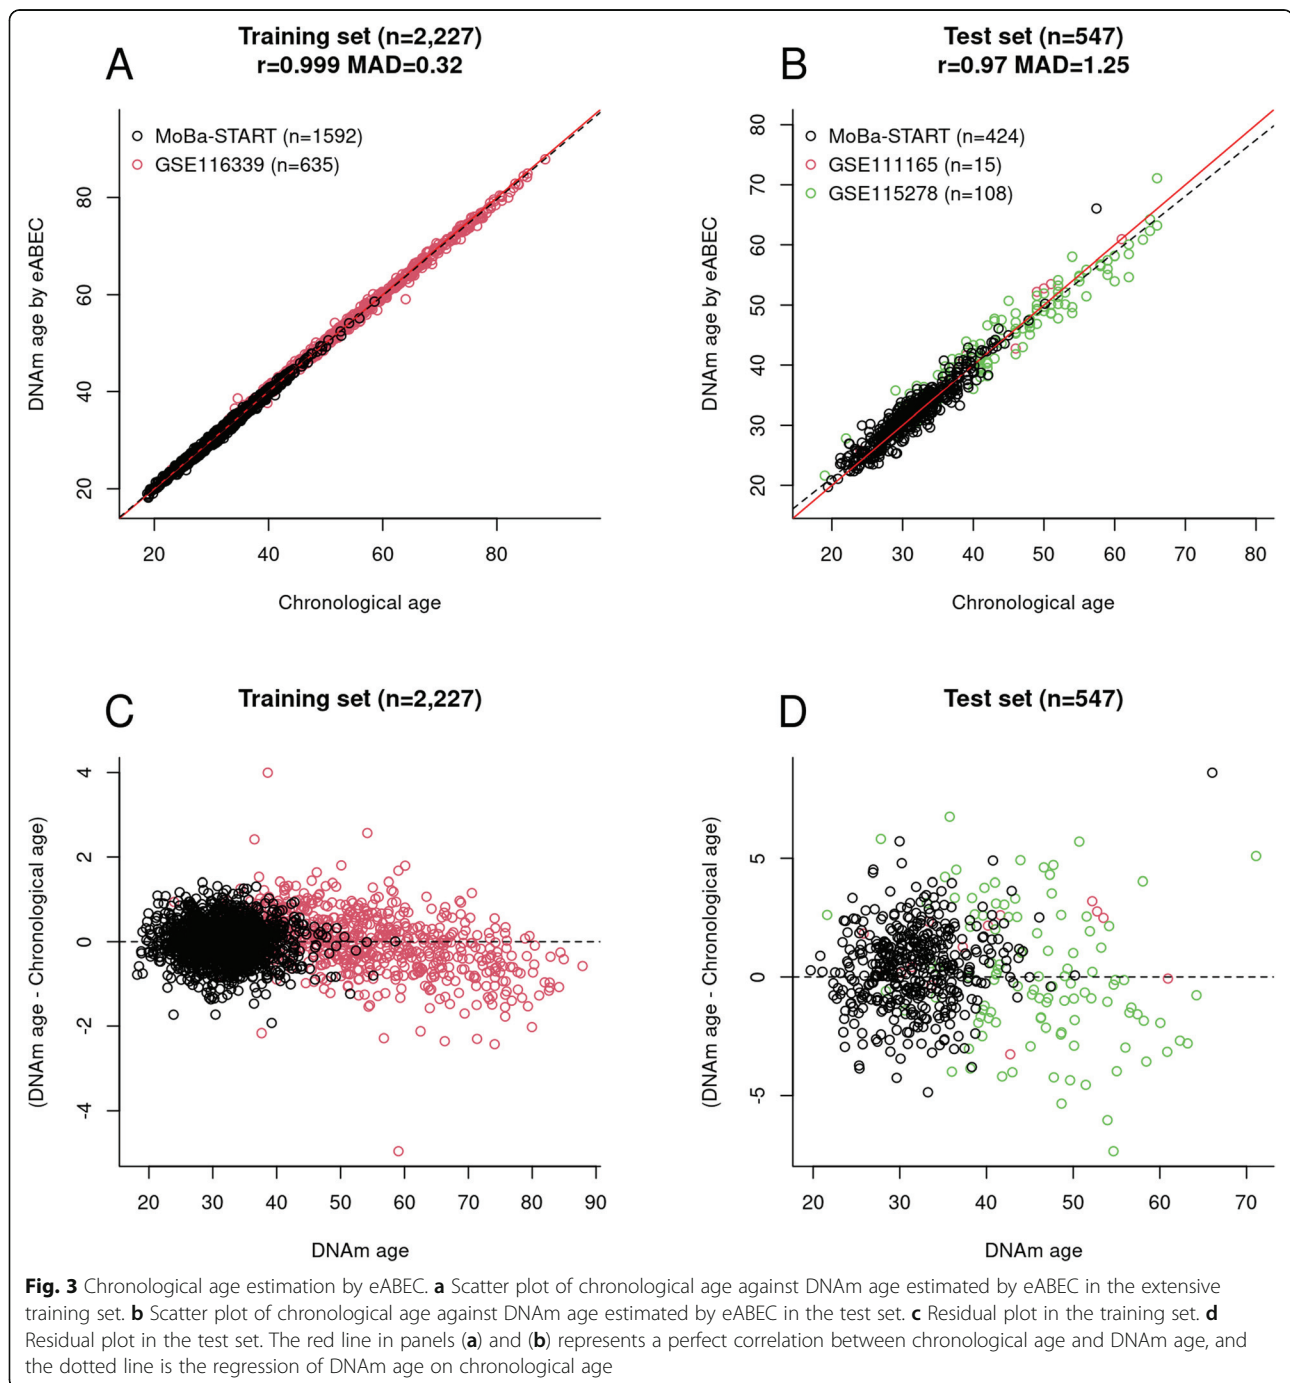 A
Training set (n=2,227)
r=0.999 MAD=0.32
MoBa-START (n=1592)
GSE116339 (n=635)
DNAm age by eABEC
80
60
40
20
20 40 60 80
Chronological age
B
Test set (n=547)
r=0.97 MAD=1.25
MoBa-START (n=424)
GSE111165 (n=15)
GSE115278 (n=108)
DNAm age by eABEC
80
70
60
50
40
30
20
20 30 40 50 60 70 80
Chronological age
C
Training set (n=2,227)
(DNAm age - Chronological age)
4
2
0
-2
-4
20 30 40 50 60 70 80 90
DNAm age
D
Test set (n=547)
(DNAm age - Chronological age)
5
0
-5
20 30 40 50 60 70
DNAm age
Fig. 3 Chronological age estimation by eABEC. a Scatter plot of chronological age against DNAm age estimated by eABEC in the extensive
training set. b Scatter plot of chronological age against DNAm age estimated by eABEC in the test set. c Residual plot in the training set. d
Residual plot in the test set. The red line in panels (a) and (b) represents a perfect correlation between chronological age and DNAm age, and
the dotted line is the regression of DNAm age on chronological age